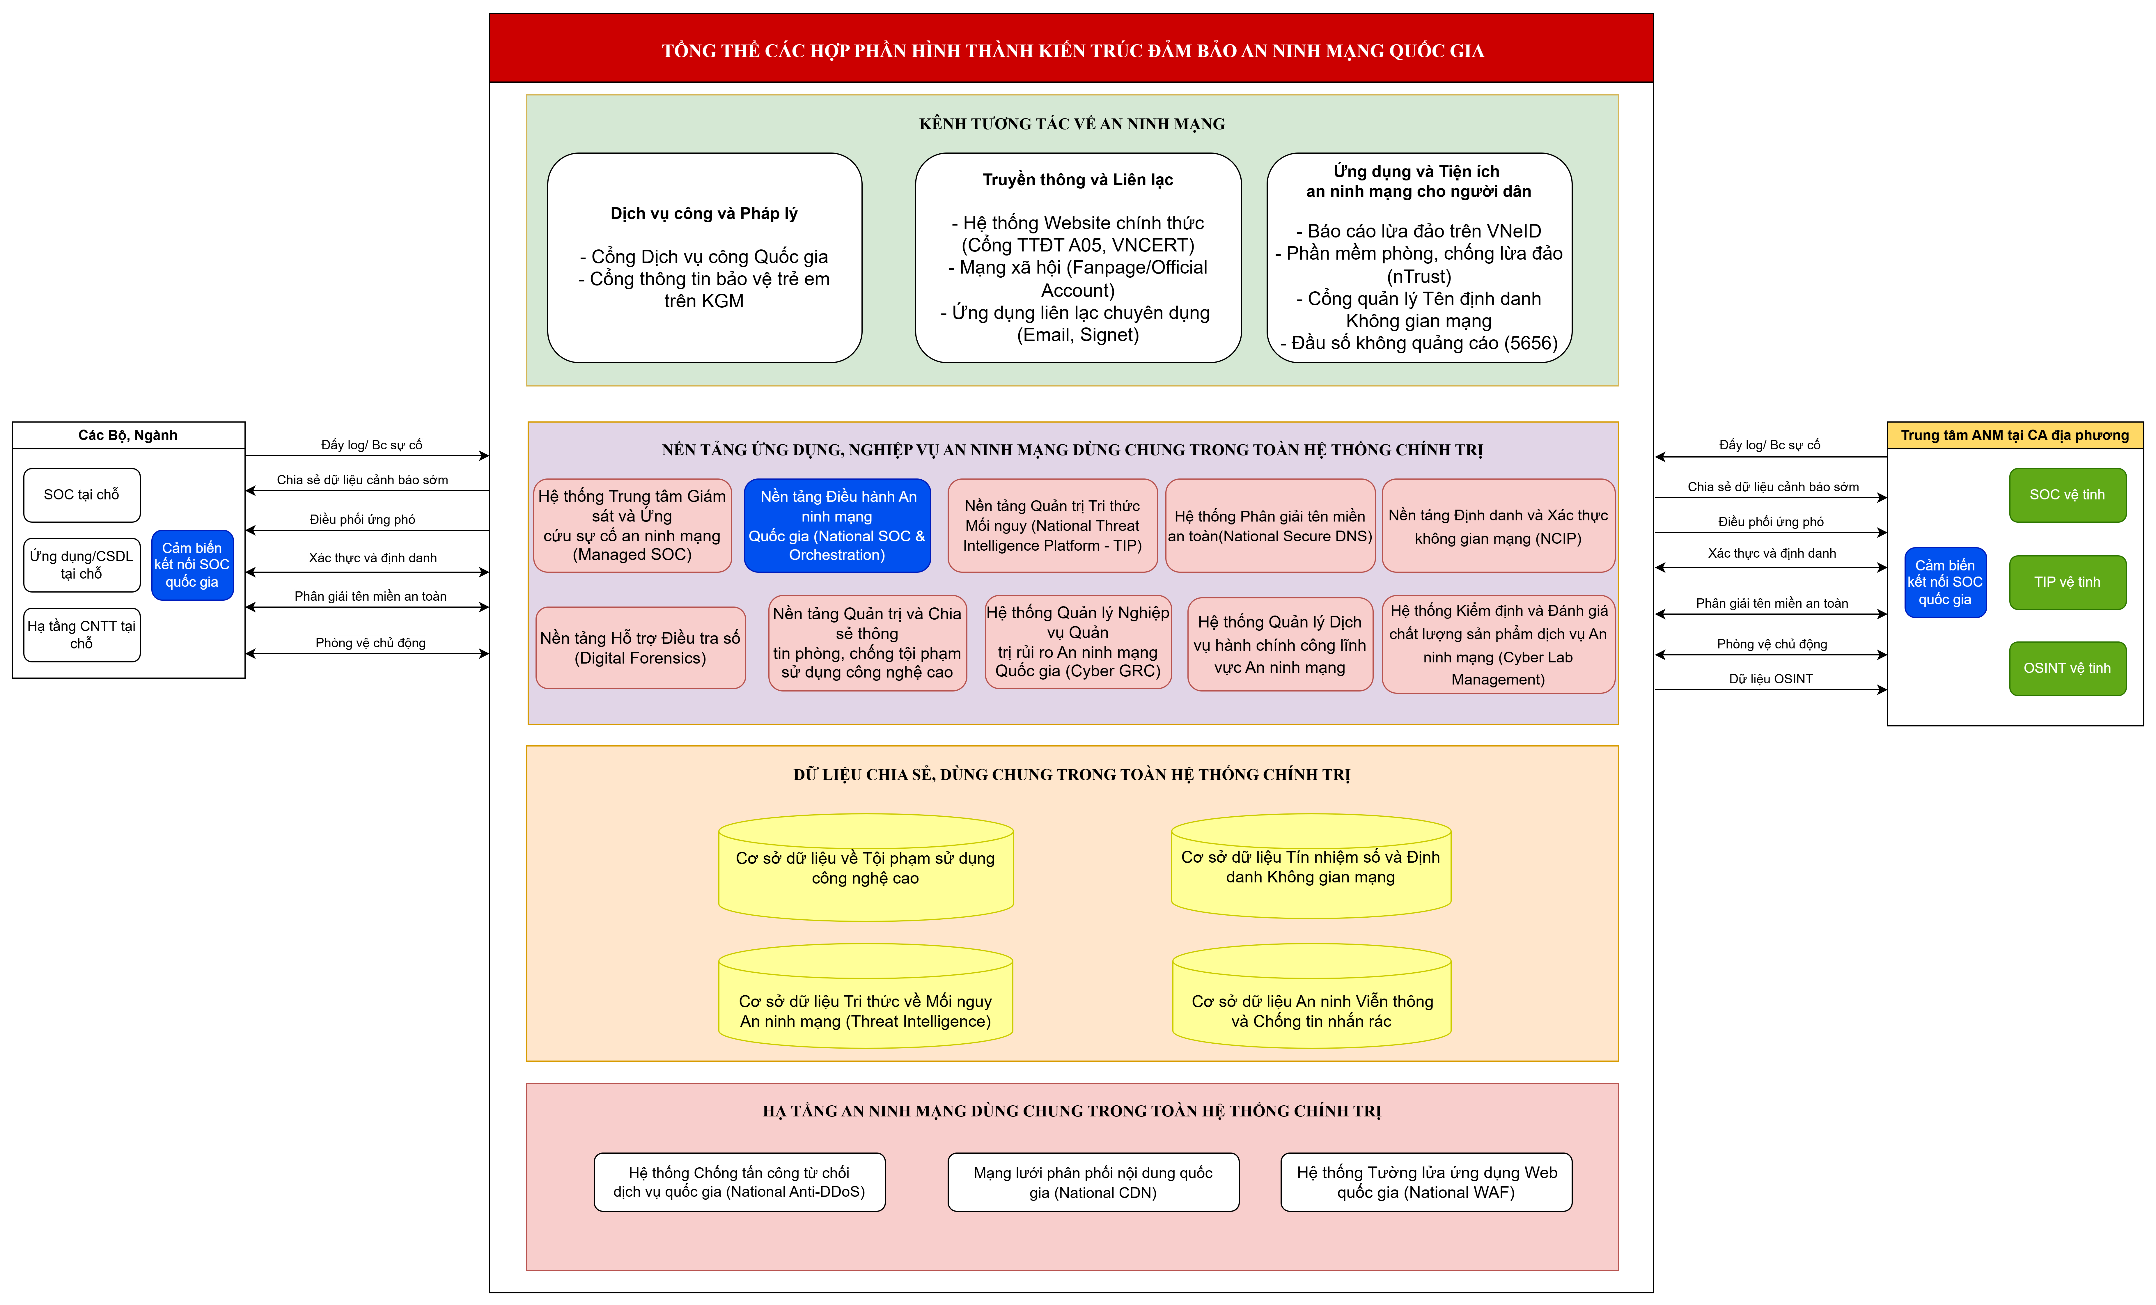 TỔNG THỂ CÁC HỢP PHẦN HÌNH THÀNH KIẾN TRÚC ĐẢM BẢO AN NINH MẠNG QUỐC GIA
KÊNH TƯƠNG TÁC VỀ AN NINH MẠNG
Dịch vụ công và Pháp lý
- Cổng Dịch vụ công Quốc gia
- Cổng thông tin bảo vệ trẻ em
trên KGM
Truyền thông và Liên lạc
- Hệ thống Website chính thức
(Cổng TTĐT A05, VNCERT)
- Mạng xã hội (Fanpage/Official
Account)
- Ứng dụng liên lạc chuyên dụng
(Email, Signet)
Ứng dụng và Tiện ích
an ninh mạng cho người dân
- Báo cáo lừa đảo trên VNeID
- Phần mềm phòng, chống lừa đảo
(nTrust)
- Cổng quản lý Tên định danh
Không gian mạng
- Đầu số không quảng cáo (5656)
Các Bộ, Ngành
SOC tại chỗ
Ứng dụng/CSDL
tại chỗ
Hạ tầng CNTT tại
chỗ
Cảm biến
kết nối SOC
quốc gia
Đẩy log/ Bc sự cố
Chia sẻ dữ liệu cảnh báo sớm
Điều phối ứng phó
Xác thực và định danh
Phân giải tên miền an toàn
Phòng vệ chủ động
NỀN TẢNG ỨNG DỤNG, NGHIỆP VỤ AN NINH MẠNG DÙNG CHUNG TRONG TOÀN HỆ THỐNG CHÍNH TRỊ
Hệ thống Trung tâm Giám
sát và Ứng
cứu sự cố an ninh mạng
(Managed SOC)
Nền tảng Điều hành An
ninh mạng
Quốc gia (National SOC &
Orchestration)
Nền tảng Quản trị Tri thức
Mối nguy (National Threat
Intelligence Platform - TIP)
Hệ thống Phân giải tên miền
an toàn(National Secure DNS)
Nền tảng Định danh và Xác thực
không gian mạng (NCIP)
Nền tảng Hỗ trợ Điều tra số
(Digital Forensics)
Nền tảng Quản trị và Chia
sẻ thông
tin phòng, chống tội phạm
sử dụng công nghệ cao
Hệ thống Quản lý Nghiệp
vụ Quản
trị rủi ro An ninh mạng
Quốc gia (Cyber GRC)
Hệ thống Quản lý Dịch
vụ hành chính công lĩnh
vực An ninh mạng
Hệ thống Kiểm định và Đánh giá
chất lượng sản phẩm dịch vụ An
ninh mạng (Cyber Lab
Management)
Đẩy log/ Bc sự cố
Chia sẻ dữ liệu cảnh báo sớm
Điều phối ứng phó
Xác thực và định danh
Phân giải tên miền an toàn
Phòng vệ chủ động
Dữ liệu OSINT
Trung tâm ANM tại CA địa phương
Cảm biến
kết nối SOC
quốc gia
SOC vệ tinh
TIP vệ tinh
OSINT vệ tinh
DỮ LIỆU CHIA SẺ, DÙNG CHUNG TRONG TOÀN HỆ THỐNG CHÍNH TRỊ
Cơ sở dữ liệu về Tội phạm sử dụng
công nghệ cao
Cơ sở dữ liệu Tín nhiệm số và Định
danh Không gian mạng
Cơ sở dữ liệu Tri thức về Mối nguy
An ninh mạng (Threat Intelligence)
Cơ sở dữ liệu An ninh Viễn thông
và Chống tin nhắn rác
HẠ TẦNG AN NINH MẠNG DÙNG CHUNG TRONG TOÀN HỆ THỐNG CHÍNH TRỊ
Hệ thống Chống tấn công từ chối
dịch vụ quốc gia (National Anti-DDoS)
Mạng lưới phân phối nội dung quốc
gia (National CDN)
Hệ thống Tường lửa ứng dụng Web
quốc gia (National WAF)